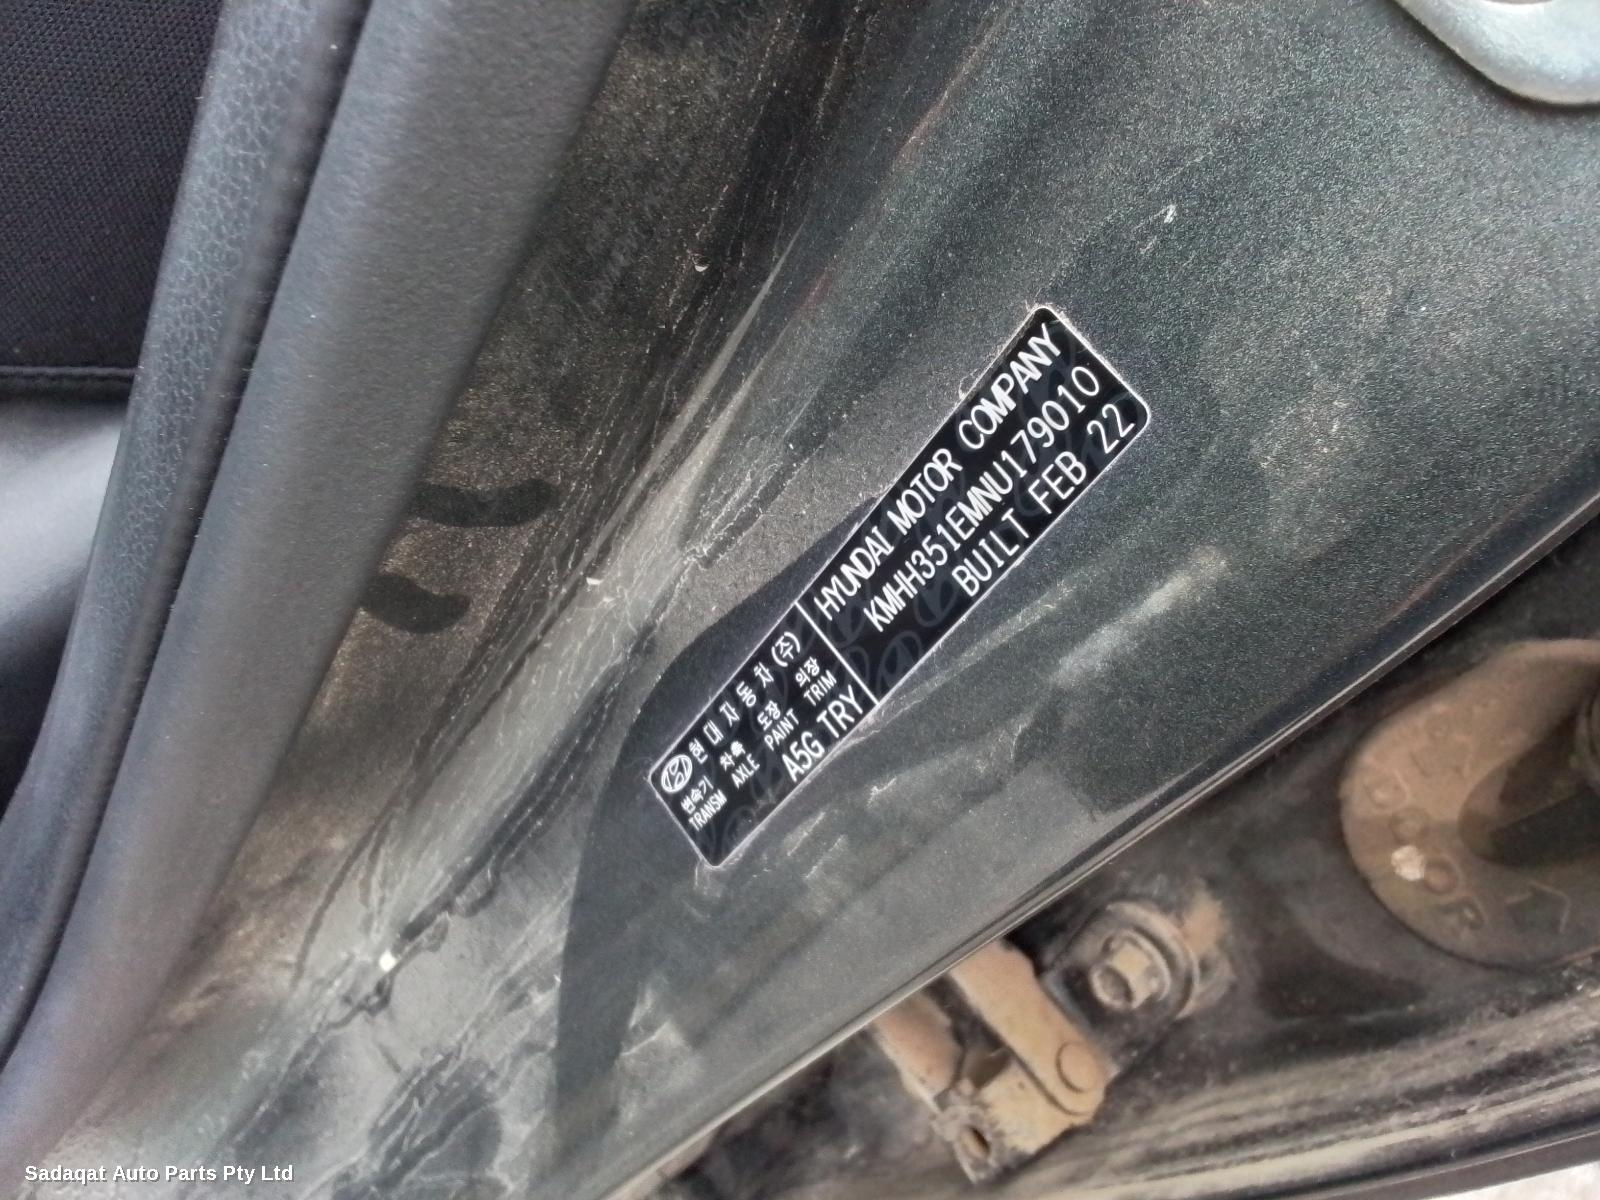 현대자동차(주)
변속기 차축 도장 의장
TRANSM AXLE PAINT TRIM
A5G TRY
HYUNDAI MOTOR COMPANY
KMHH351EMNU179010
BUILT FEB 22
DOOR
Sadaqat Auto Parts Pty Ltd